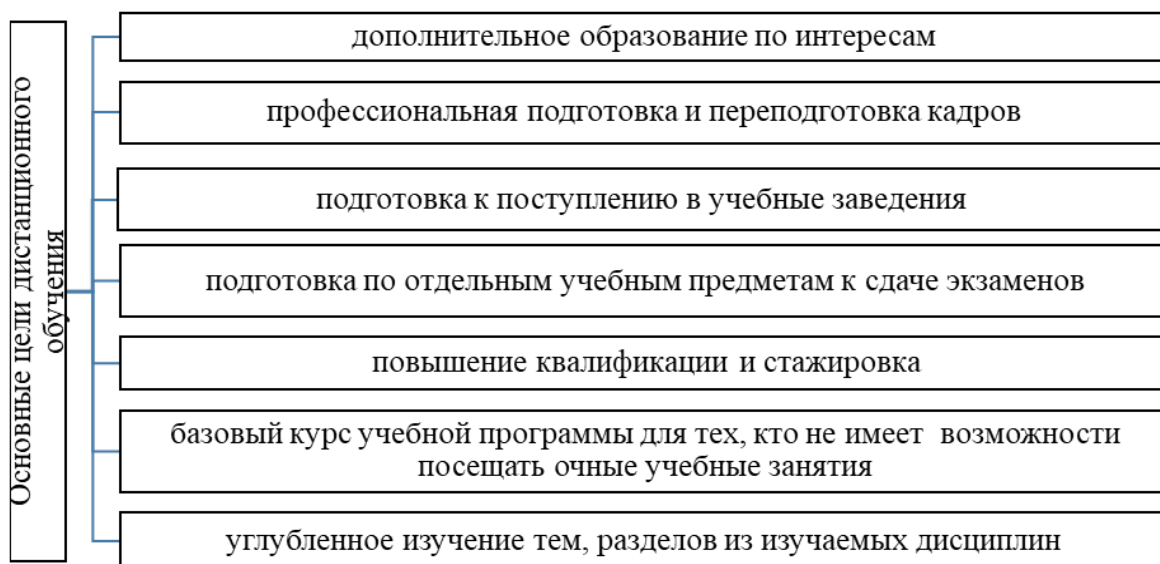 Основные цели дистанционного
обучения
дополнительное образование по интересам
профессиональная подготовка и переподготовка кадров
подготовка к поступлению в учебные заведения
подготовка по отдельным учебным предметам к сдаче экзаменов
повышение квалификации и стажировка
базовый курс учебной программы для тех, кто не имеет возможности
посещать очные учебные занятия
углубленное изучение тем, разделов из изучаемых дисциплин